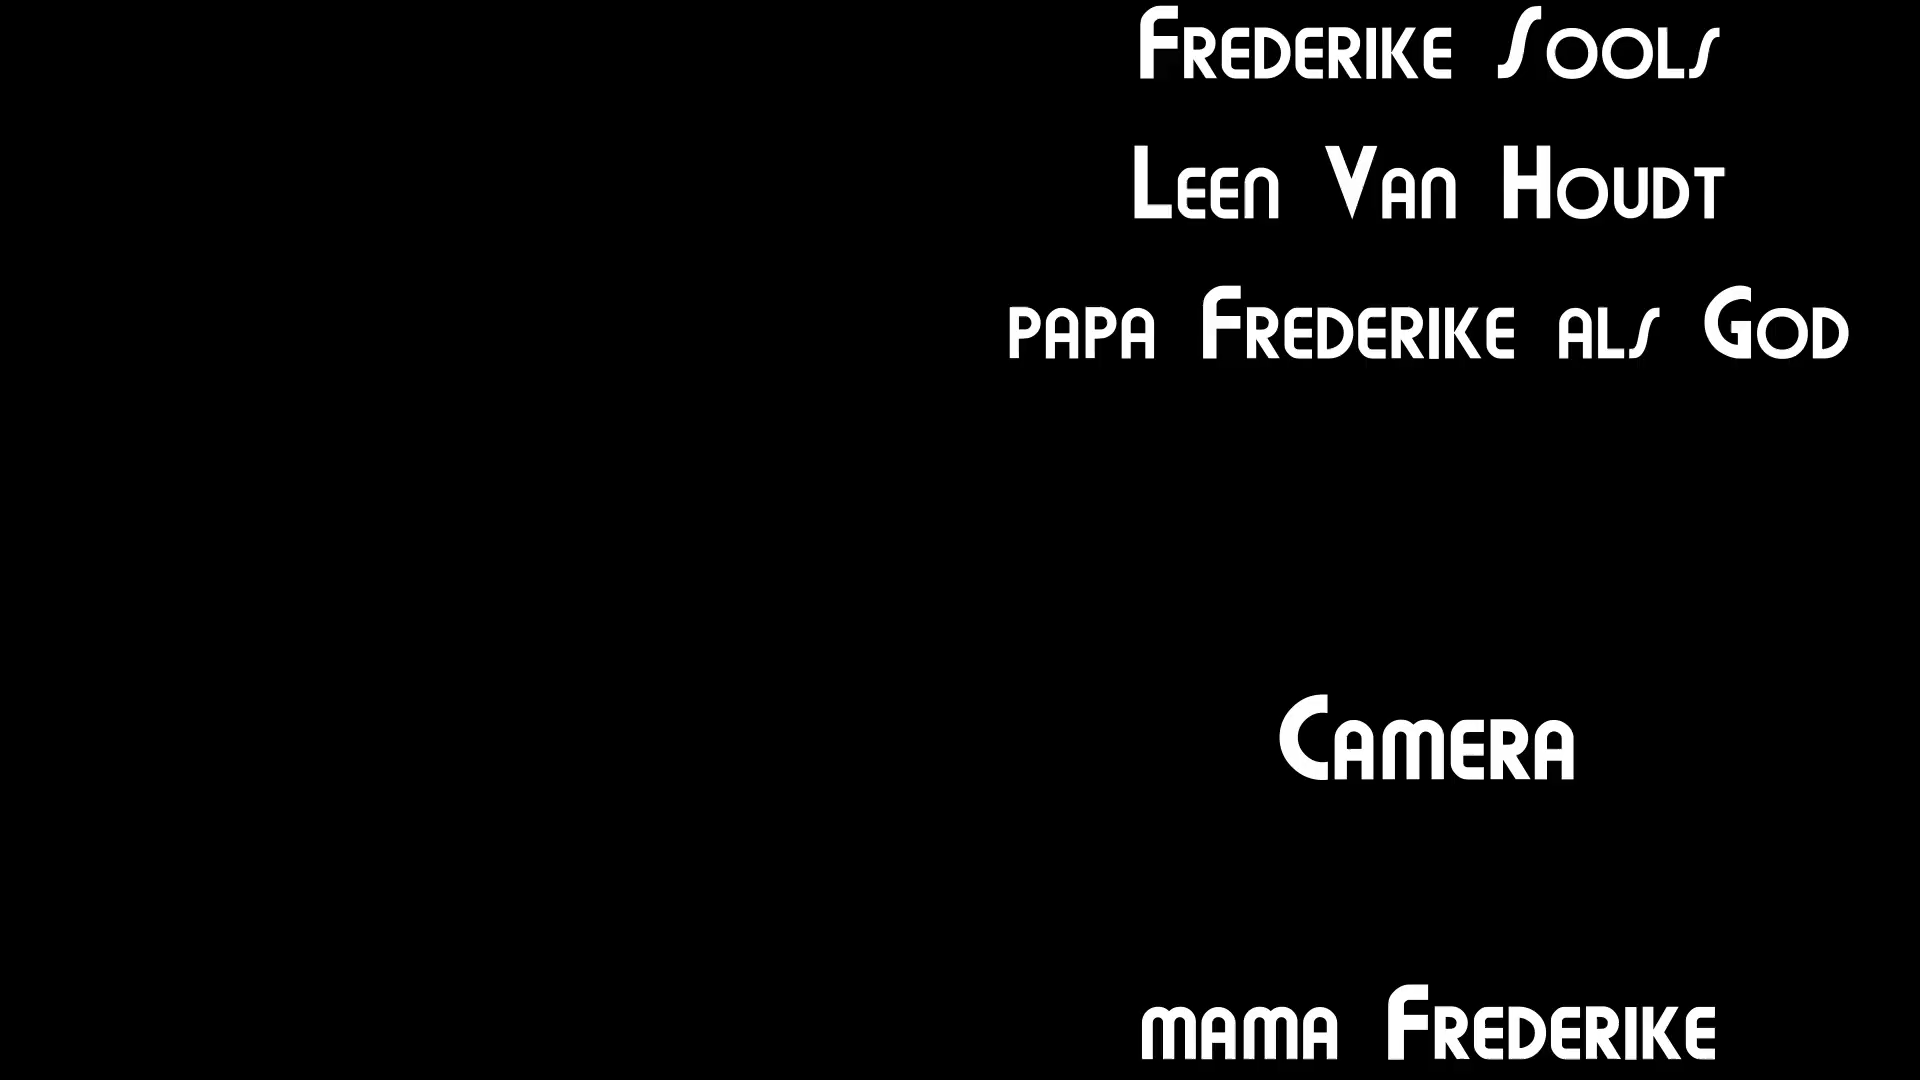 Frederike Sools
Leen Van Houdt
papa Frederike als God
Camera
mama Frederike